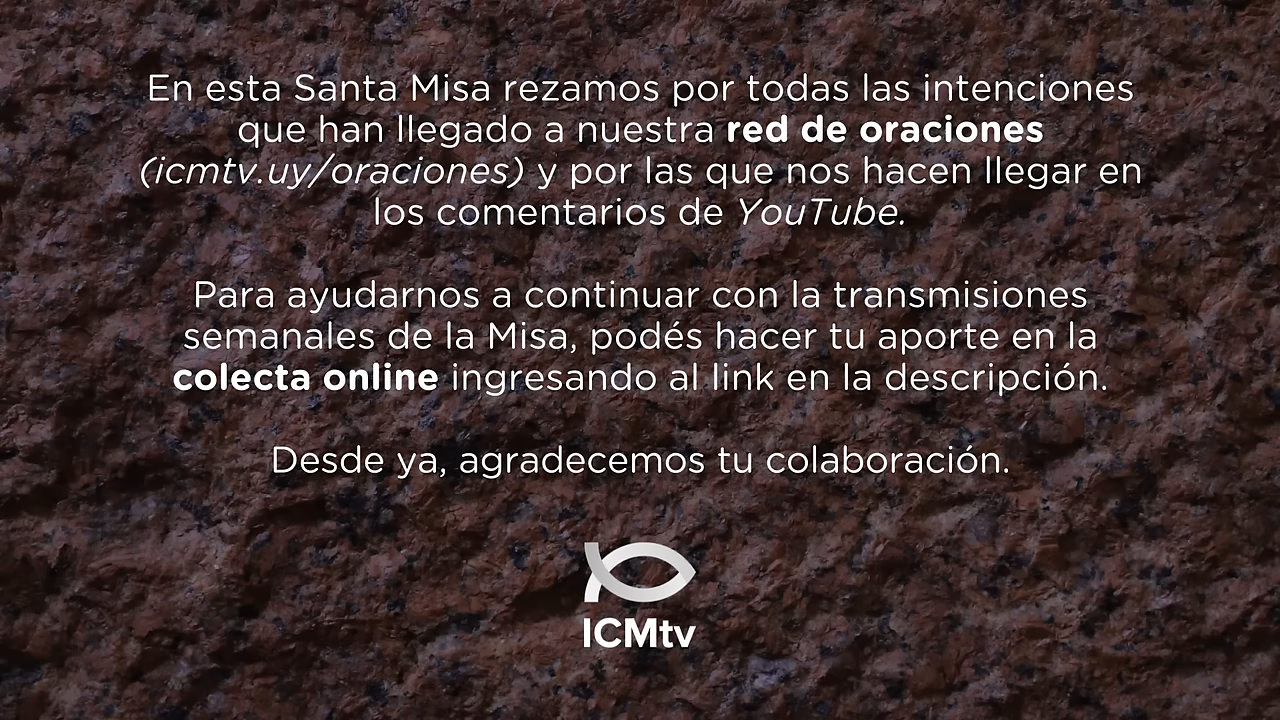 En esta Santa Misa rezamos por todas las intenciones
que han llegado a nuestra red de oraciones
(icmtv.uy/oraciones) y por las que nos hacen llegar en
los comentarios de YouTube.
Para ayudarnos a continuar con la transmisiones
semanales de la Misa, podés hacer tu aporte en la
colecta online ingresando al link en la descripción.
Desde ya, agradecemos tu colaboración.
ICMtv